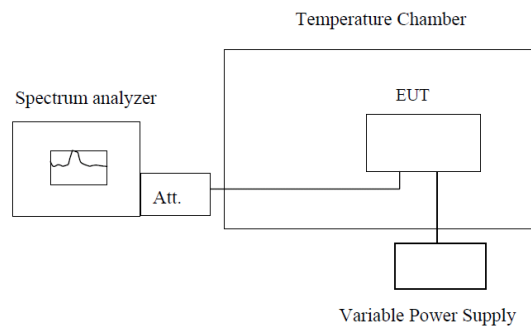 Temperature Chamber
Spectrum analyzer
EUT
Att.
Variable Power Supply